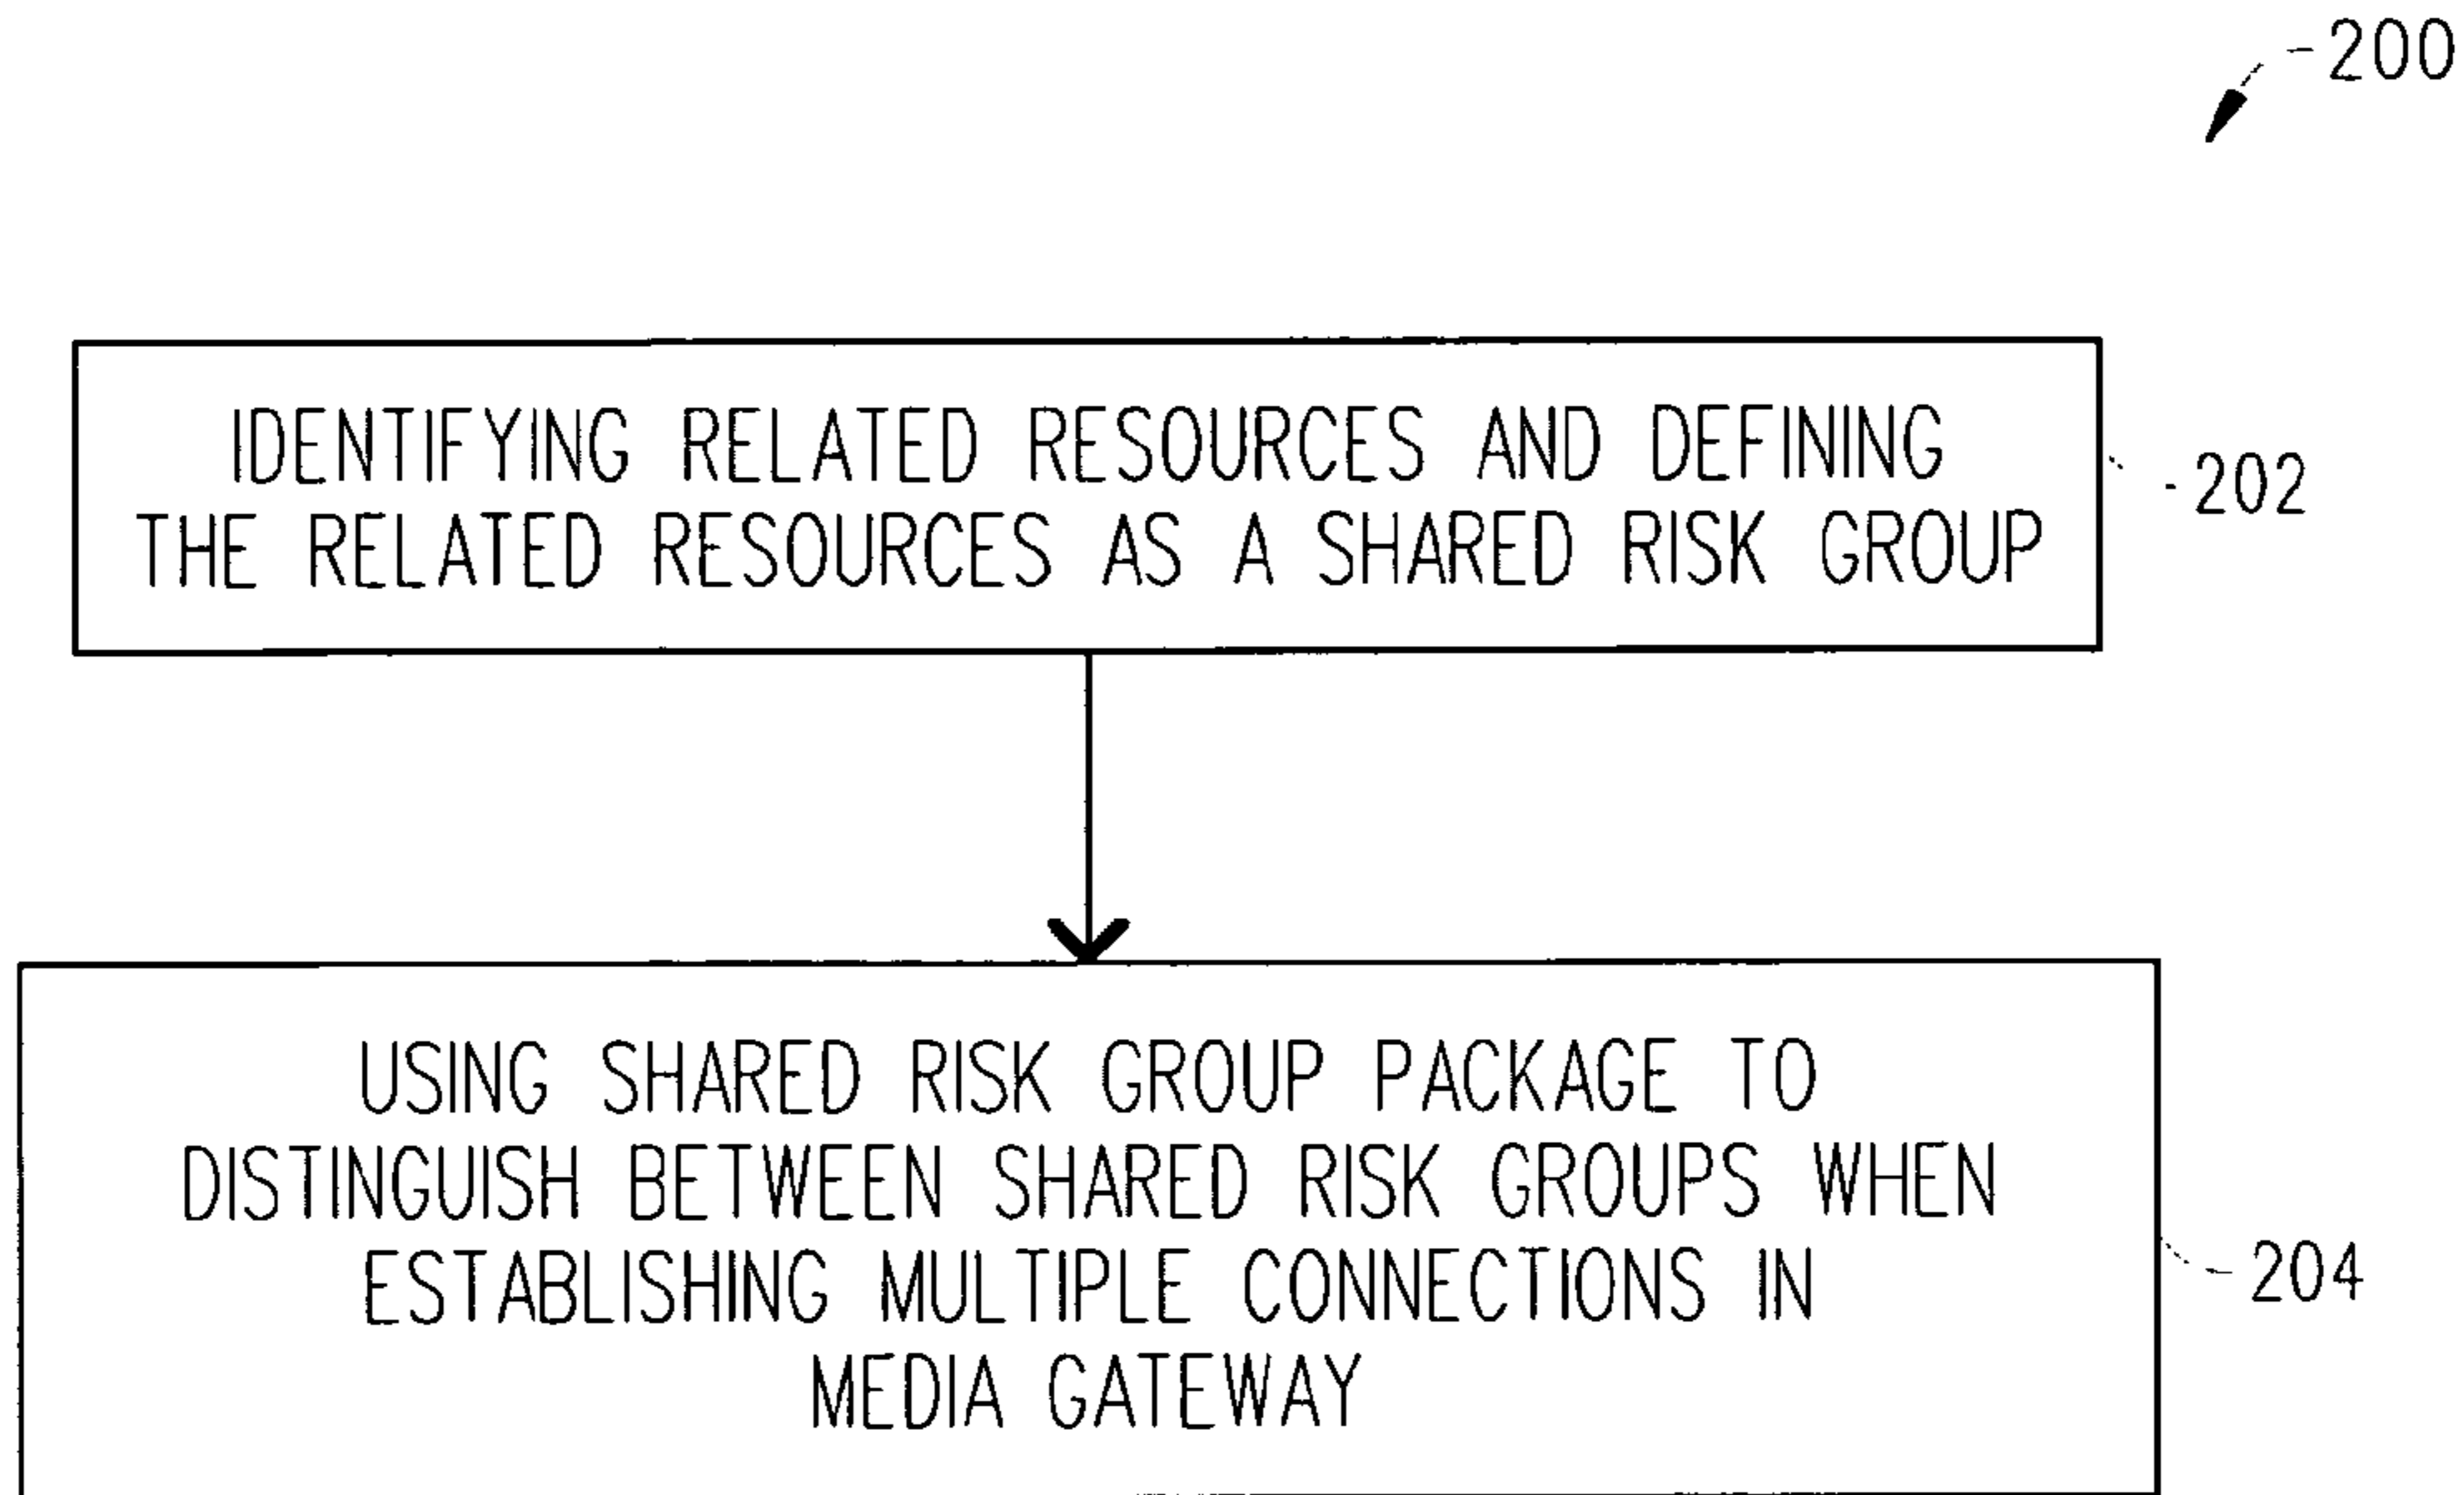 200
IDENTIFYING RELATED RESOURCES AND DEFINING
THE RELATED RESOURCES AS A SHARED RISK GROUP
202
USING SHARED RISK GROUP PACKAGE TO
DISTINGUISH BETWEEN SHARED RISK GROUPS WHEN
ESTABLISHING MULTIPLE CONNECTIONS IN
MEDIA GATEWAY
204